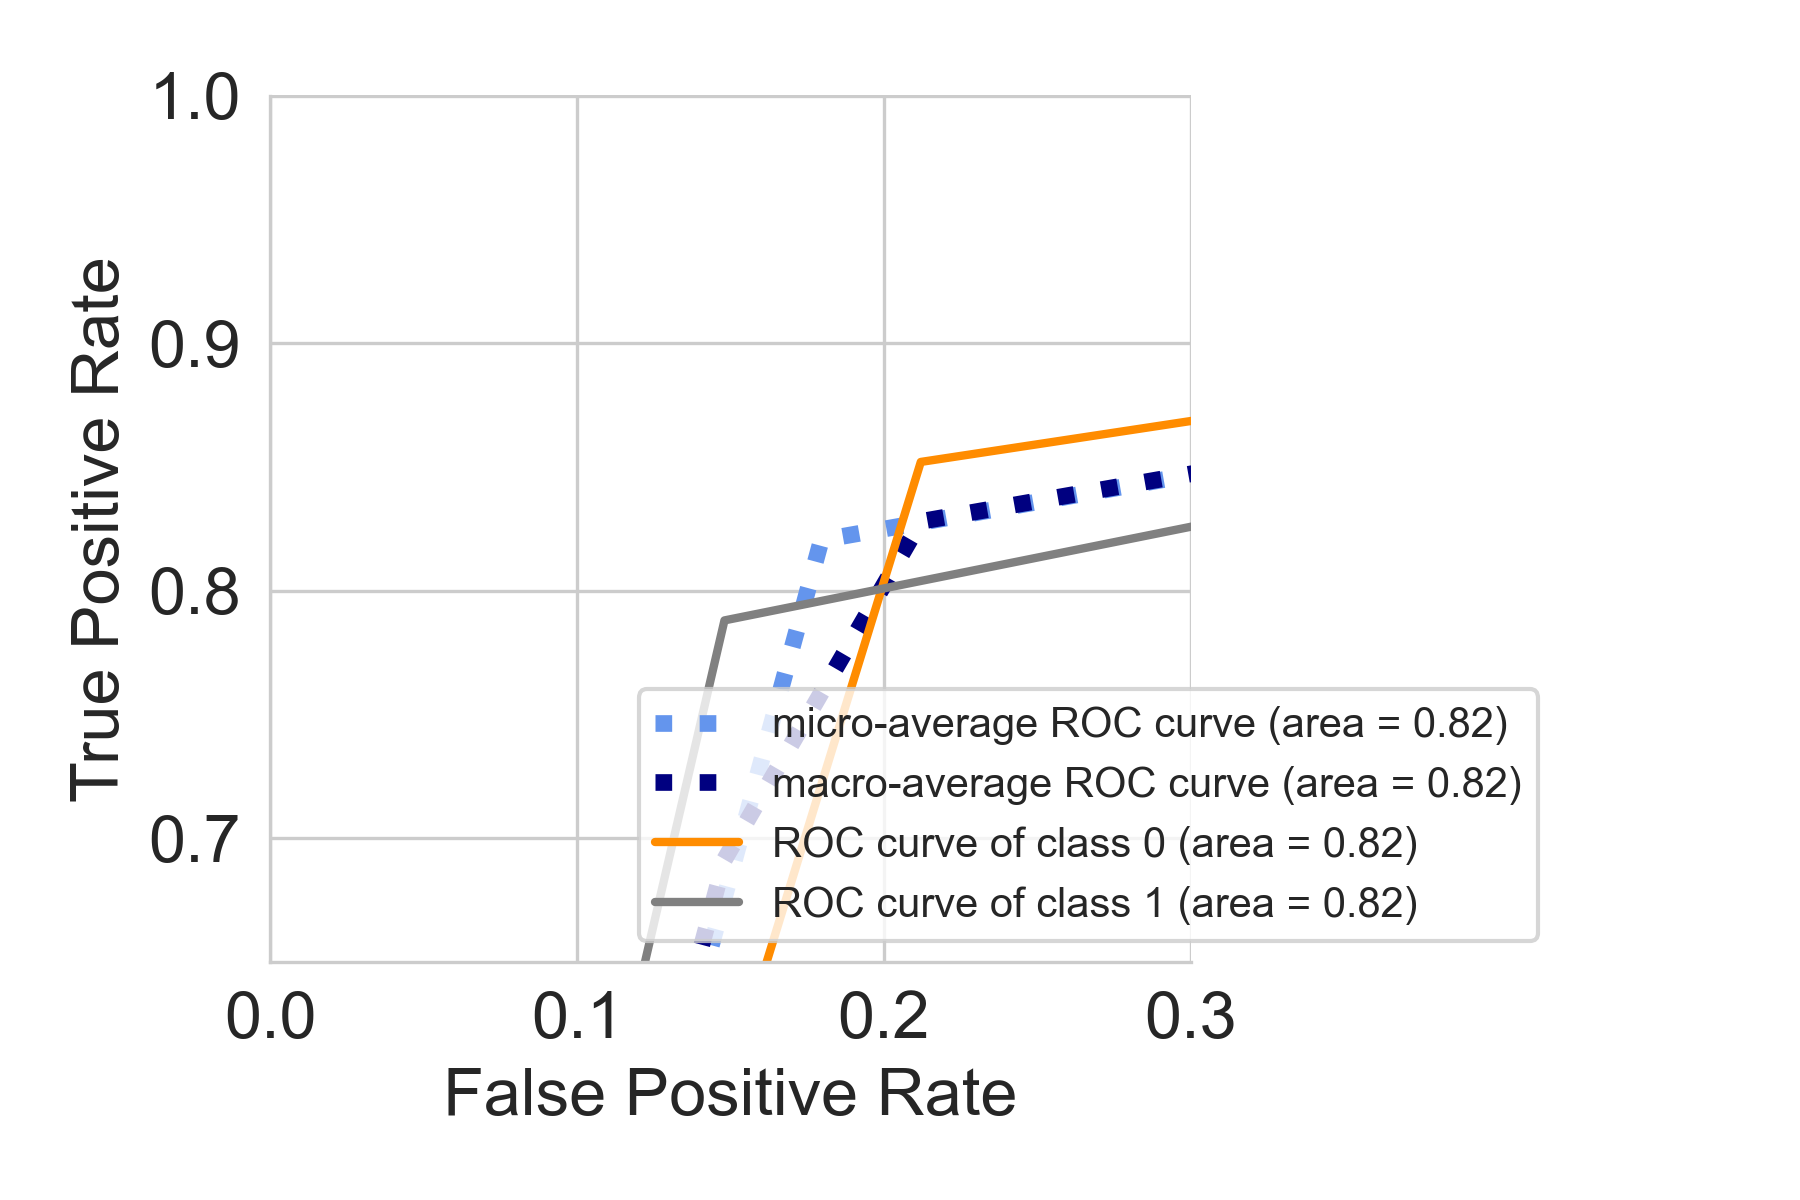 1.0
0.9
0.8
0.7
True Positive Rate
micro-average ROC curve (area = 0.82)
macro-average ROC curve (area = 0.82)
ROC curve of class 0 (area = 0.82)
ROC curve of class 1 (area = 0.82)
0.0 0.1 0.2 0.3
False Positive Rate